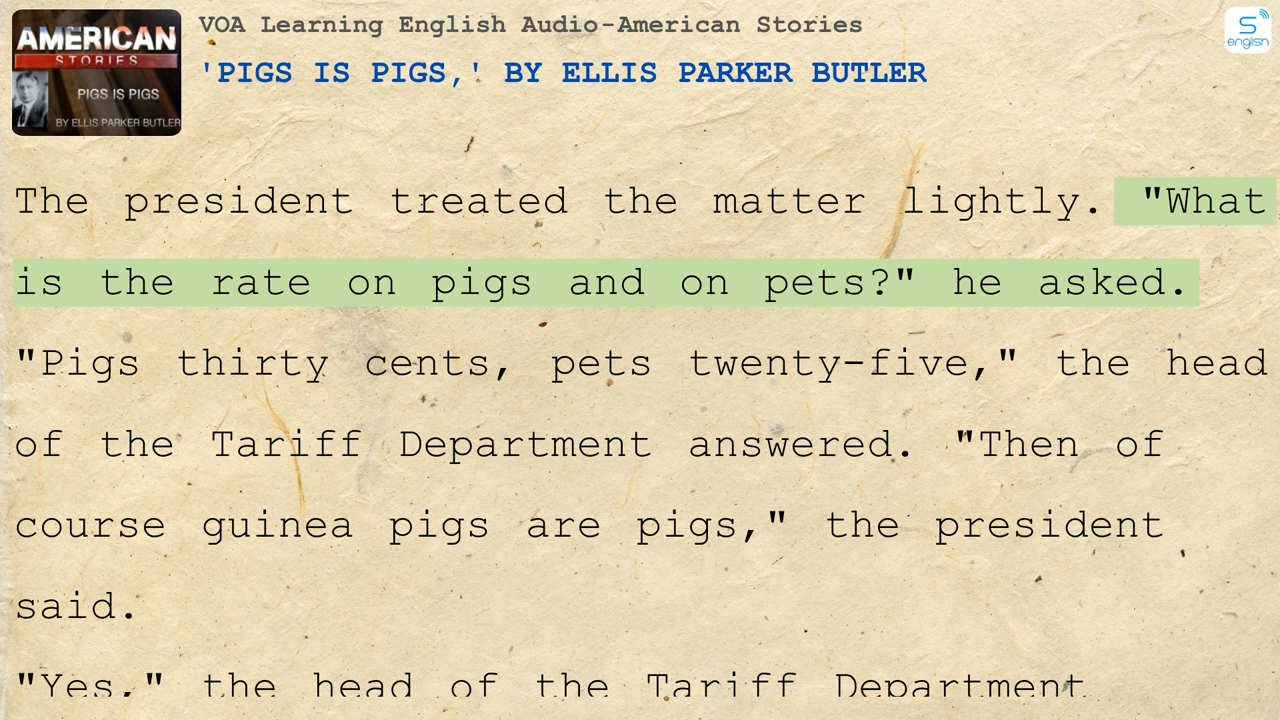 AMERICAN
STORIES
PIGS IS PIGS
BY ELLIS PARKER BUTLER
VOA Learning English Audio-American Stories
'PIGS IS PIGS,' BY ELLIS PARKER BUTLER
S
english
The president treated the matter lightly. "What
is the rate on pigs and on pets?" he asked.
"Pigs thirty cents, pets twenty-five," the head
of the Tariff Department answered. "Then of
course guinea pigs are pigs," the president
said.
"Yes," the head of the Tariff Department